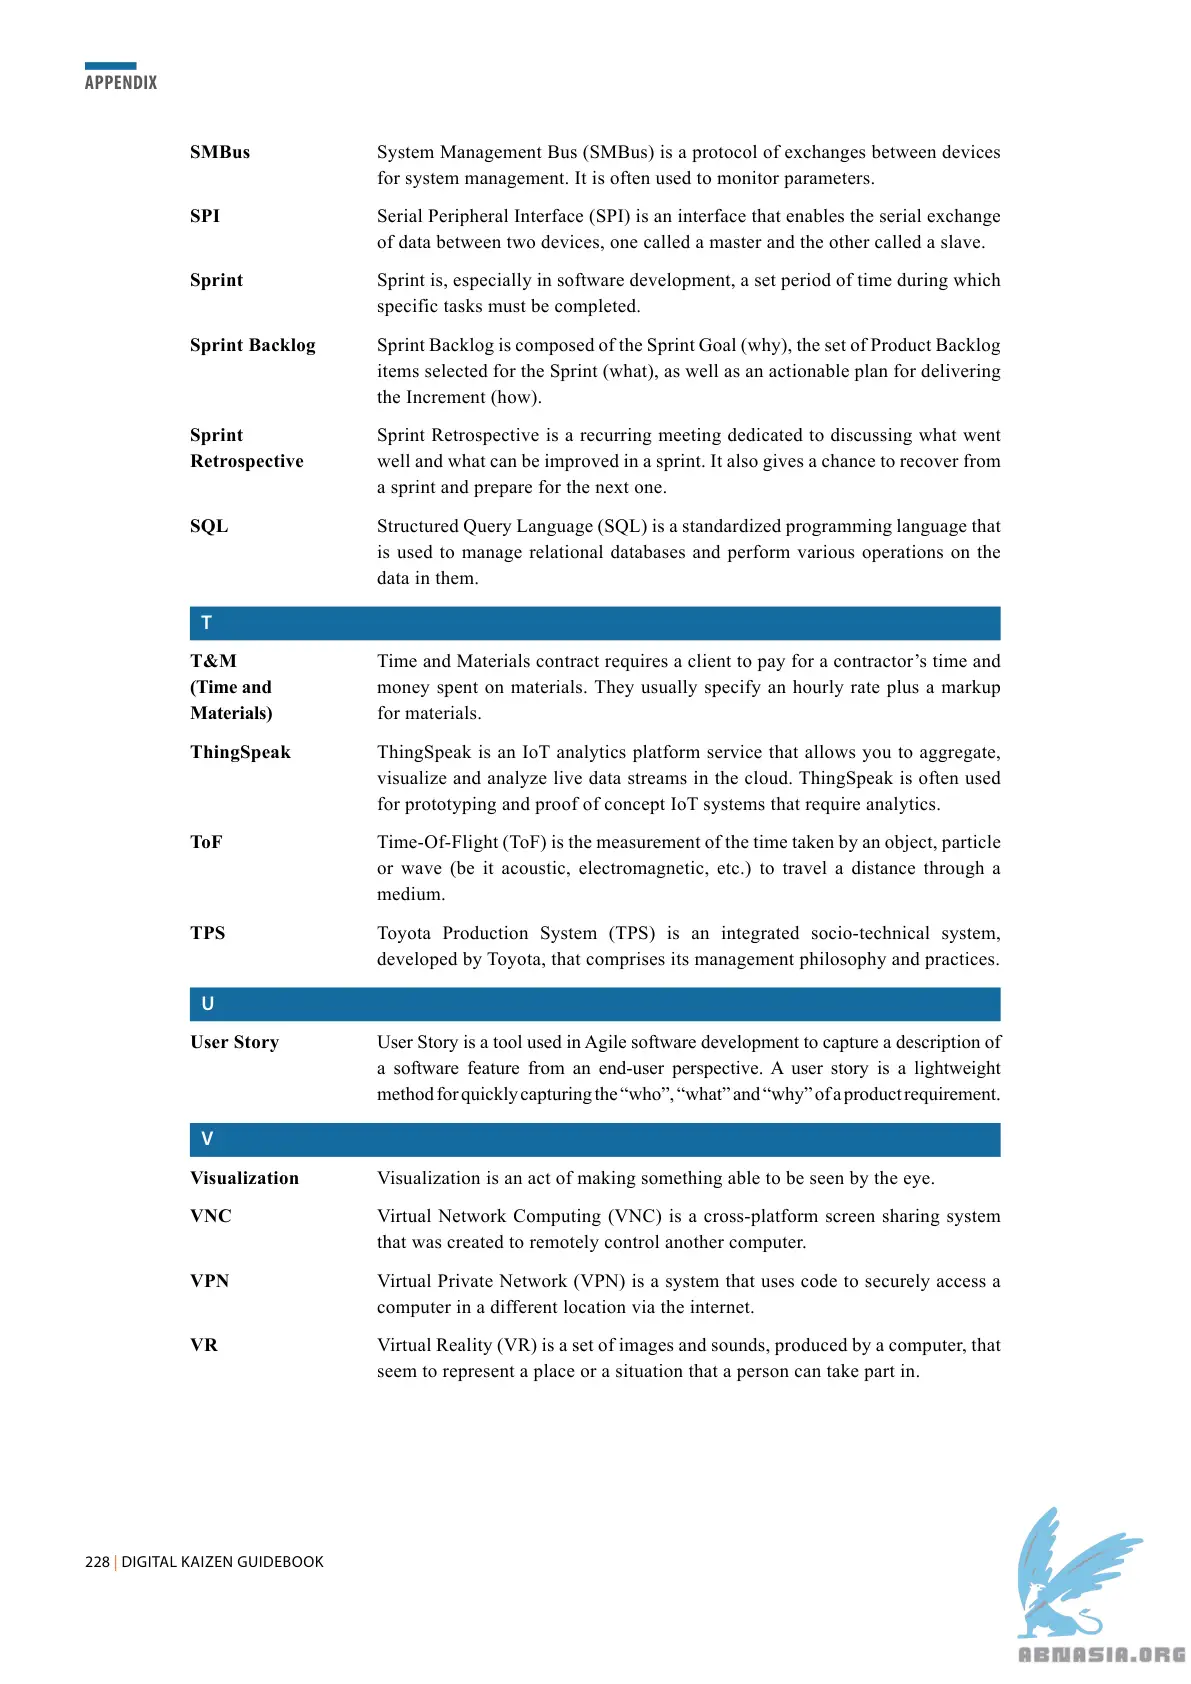 APPENDIX
SMBus
System Management Bus (SMBus) is a protocol of exchanges between devices
for system management. It is often used to monitor parameters.
SPI
Serial Peripheral Interface (SPI) is an interface that enables the serial exchange
of data between two devices, one called a master and the other called a slave.
Sprint
Sprint is, especially in software development, a set period of time during which
specific tasks must be completed.
Sprint Backlog
Sprint Backlog is composed of the Sprint Goal (why), the set of Product Backlog
items selected for the Sprint (what), as well as an actionable plan for delivering
the Increment (how).
Sprint
Retrospective
Sprint Retrospective is a recurring meeting dedicated to discussing what went
well and what can be improved in a sprint. It also gives a chance to recover from
a sprint and prepare for the next one.
SQL
Structured Query Language (SQL) is a standardized programming language that
is used to manage relational databases and perform various operations on the
data in them.
T
T&M
(Time and
Materials)
Time and Materials contract requires a client to pay for a contractor’s time and
money spent on materials. They usually specify an hourly rate plus a markup
for materials.
ThingSpeak
ThingSpeak is an IoT analytics platform service that allows you to aggregate,
visualize and analyze live data streams in the cloud. ThingSpeak is often used
for prototyping and proof of concept IoT systems that require analytics.
ToF
Time-Of-Flight (ToF) is the measurement of the time taken by an object, particle
or wave (be it acoustic, electromagnetic, etc.) to travel a distance through a
medium.
TPS
Toyota Production System (TPS) is an integrated socio-technical system,
developed by Toyota, that comprises its management philosophy and practices.
U
User Story
User Story is a tool used in Agile software development to capture a description of
a software feature from an end-user perspective. A user story is a lightweight
method for quickly capturing the “who”, “what” and “why” of a product requirement.
V
Visualization
Visualization is an act of making something able to be seen by the eye.
VNC
Virtual Network Computing (VNC) is a cross-platform screen sharing system
that was created to remotely control another computer.
VPN
Virtual Private Network (VPN) is a system that uses code to securely access a
computer in a different location via the internet.
VR
Virtual Reality (VR) is a set of images and sounds, produced by a computer, that
seem to represent a place or a situation that a person can take part in.
228 | DIGITAL KAIZEN GUIDEBOOK
ABNASIA.ORG